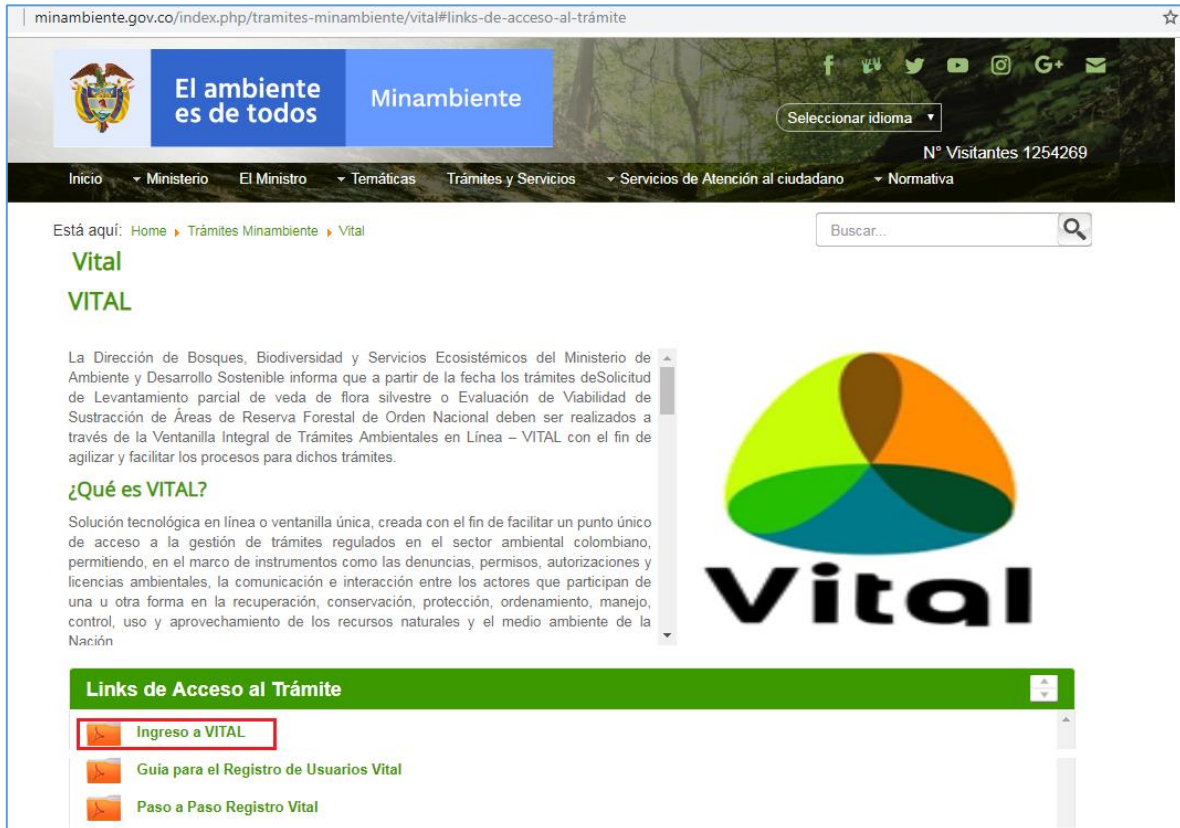 minambiente.gov.co/index.php/tramites-minambiente/vital#links-de-acceso-al-trámite
El ambiente
es de todos
Minambiente
G+
Seleccionar idioma
N° Visitantes 1254269
Inicio Ministerio El Ministro Temáticas Trámites y Servicios Servicios de Atención al ciudadano Normativa
Está aquí: Home Trámites Minambiente Vital
Buscar...
Vital
VITAL
La Dirección de Bosques, Biodiversidad y Servicios Ecosistémicos del Ministerio de
Ambiente y Desarrollo Sostenible informa que a partir de la fecha los trámites deSolicitud
de Levantamiento parcial de veda de flora silvestre o Evaluación de Viabilidad de
Sustracción de Áreas de Reserva Forestal de Orden Nacional deben ser realizados a
través de la Ventanilla Integral de Trámites Ambientales en Línea – VITAL con el fin de
agilizar y facilitar los procesos para dichos trámites.
¿Qué es VITAL?
Solución tecnológica en línea o ventanilla única, creada con el fin de facilitar un punto único
de acceso a la gestión de trámites regulados en el sector ambiental colombiano,
permitiendo, en el marco de instrumentos como las denuncias, permisos, autorizaciones y
licencias ambientales, la comunicación e interacción entre los actores que participan de
una u otra forma en la recuperación, conservación, protección, ordenamiento, manejo,
control, uso y aprovechamiento de los recursos naturales y el medio ambiente de la
Nación
Vital
Links de Acceso al Trámite
Ingreso a VITAL
Guía para el Registro de Usuarios Vital
Paso a Paso Registro Vital